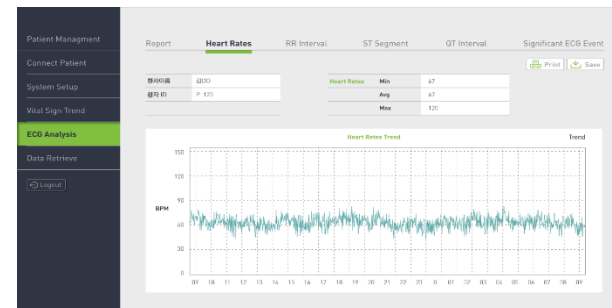 Patient Managment
Connect Patient
System Setup
Vital Sign Trend
ECG Analysis
Data Retrieve
Logout
Report Heart Rates RR Interval ST Segment QT Interval Significant ECG Event
Print Save
환자이름 김OO
환자 ID P 123
Heart Rates Min 67
Avg 67
Max 120
Heart Rates Trend Trend
150
120
90
60
30
0
BPM
09 10 11 12 13 14 15 16 17 18 19 20 21 22 23 0 01 02 03 04 05 06 07 08 09